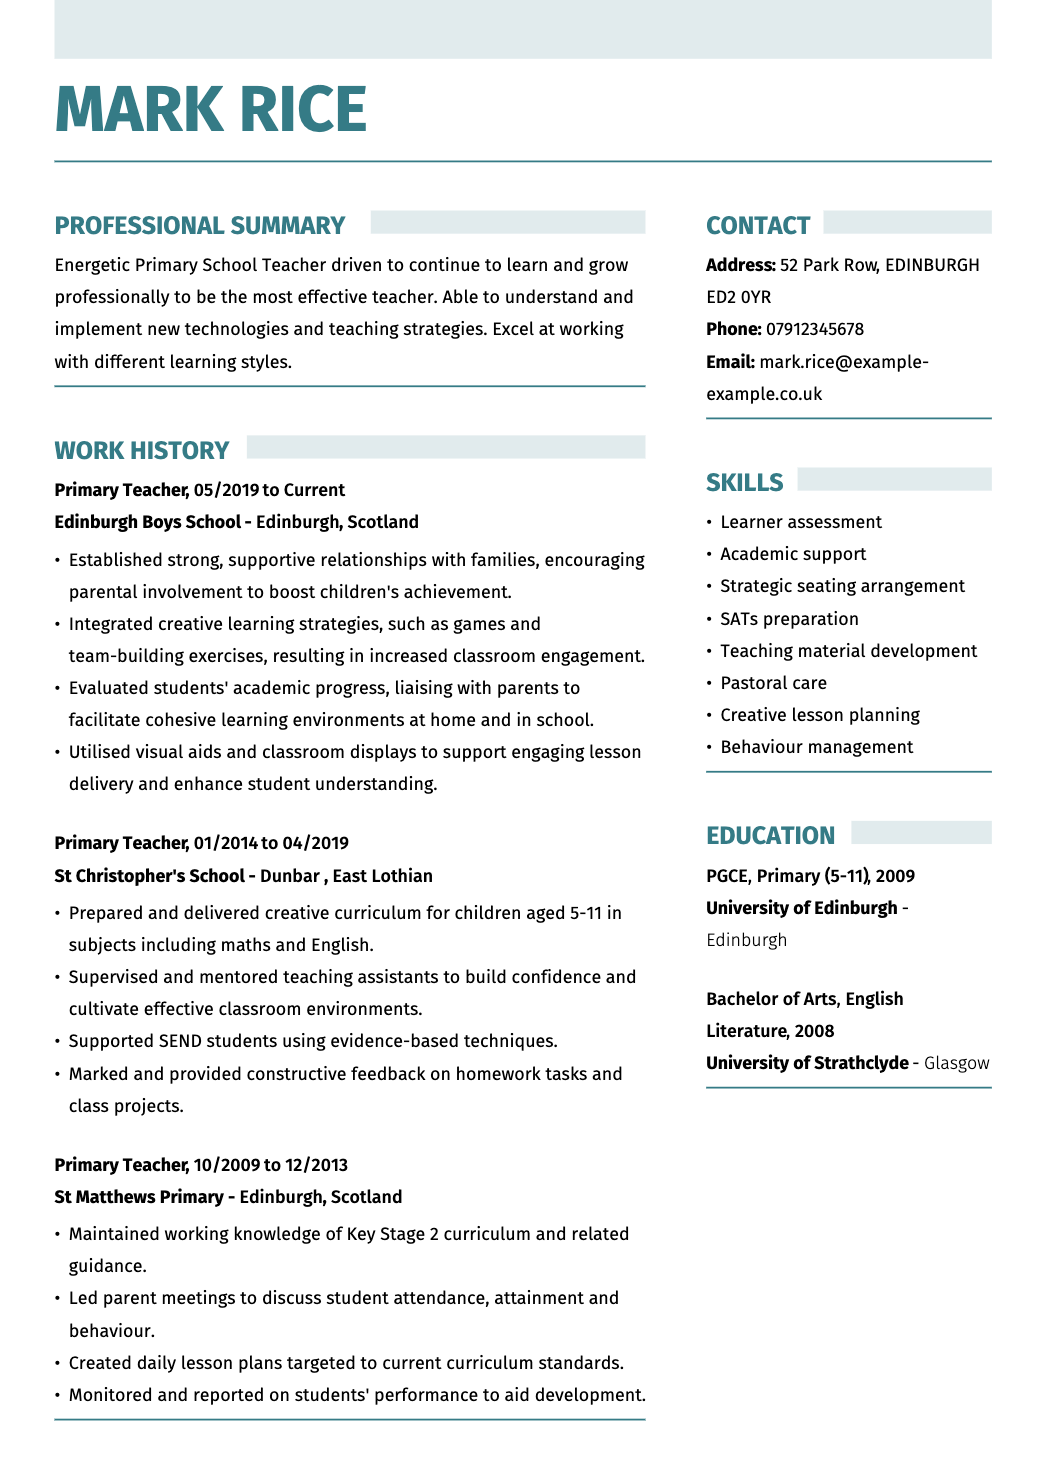 MARK RICE
PROFESSIONAL SUMMARY
Energetic Primary School Teacher driven to continue to learn and grow
professionally to be the most effective teacher. Able to understand and
implement new technologies and teaching strategies. Excel at working
with different learning styles.
WORK HISTORY
Primary Teacher, 05/2019 to Current
Edinburgh Boys School - Edinburgh, Scotland
• Established strong, supportive relationships with families, encouraging
parental involvement to boost children's achievement.
• Integrated creative learning strategies, such as games and
team-building exercises, resulting in increased classroom engagement.
• Evaluated students' academic progress, liaising with parents to
facilitate cohesive learning environments at home and in school.
• Utilised visual aids and classroom displays to support engaging lesson
delivery and enhance student understanding.
Primary Teacher, 01/2014 to 04/2019
St Christopher's School - Dunbar , East Lothian
• Prepared and delivered creative curriculum for children aged 5-11 in
subjects including maths and English.
• Supervised and mentored teaching assistants to build confidence and
cultivate effective classroom environments.
• Supported SEND students using evidence-based techniques.
• Marked and provided constructive feedback on homework tasks and
class projects.
Primary Teacher, 10/2009 to 12/2013
St Matthews Primary - Edinburgh, Scotland
• Maintained working knowledge of Key Stage 2 curriculum and related
guidance.
• Led parent meetings to discuss student attendance, attainment and
behaviour.
• Created daily lesson plans targeted to current curriculum standards.
• Monitored and reported on students' performance to aid development.
CONTACT
Address: 52 Park Row, EDINBURGH
ED2 0YR
Phone: 07912345678
Email: mark.rice@example-
example.co.uk
SKILLS
• Learner assessment
• Academic support
• Strategic seating arrangement
• SATs preparation
• Teaching material development
• Pastoral care
• Creative lesson planning
• Behaviour management
EDUCATION
PGCE, Primary (5-11), 2009
University of Edinburgh -
Edinburgh
Bachelor of Arts, English
Literature, 2008
University of Strathclyde - Glasgow